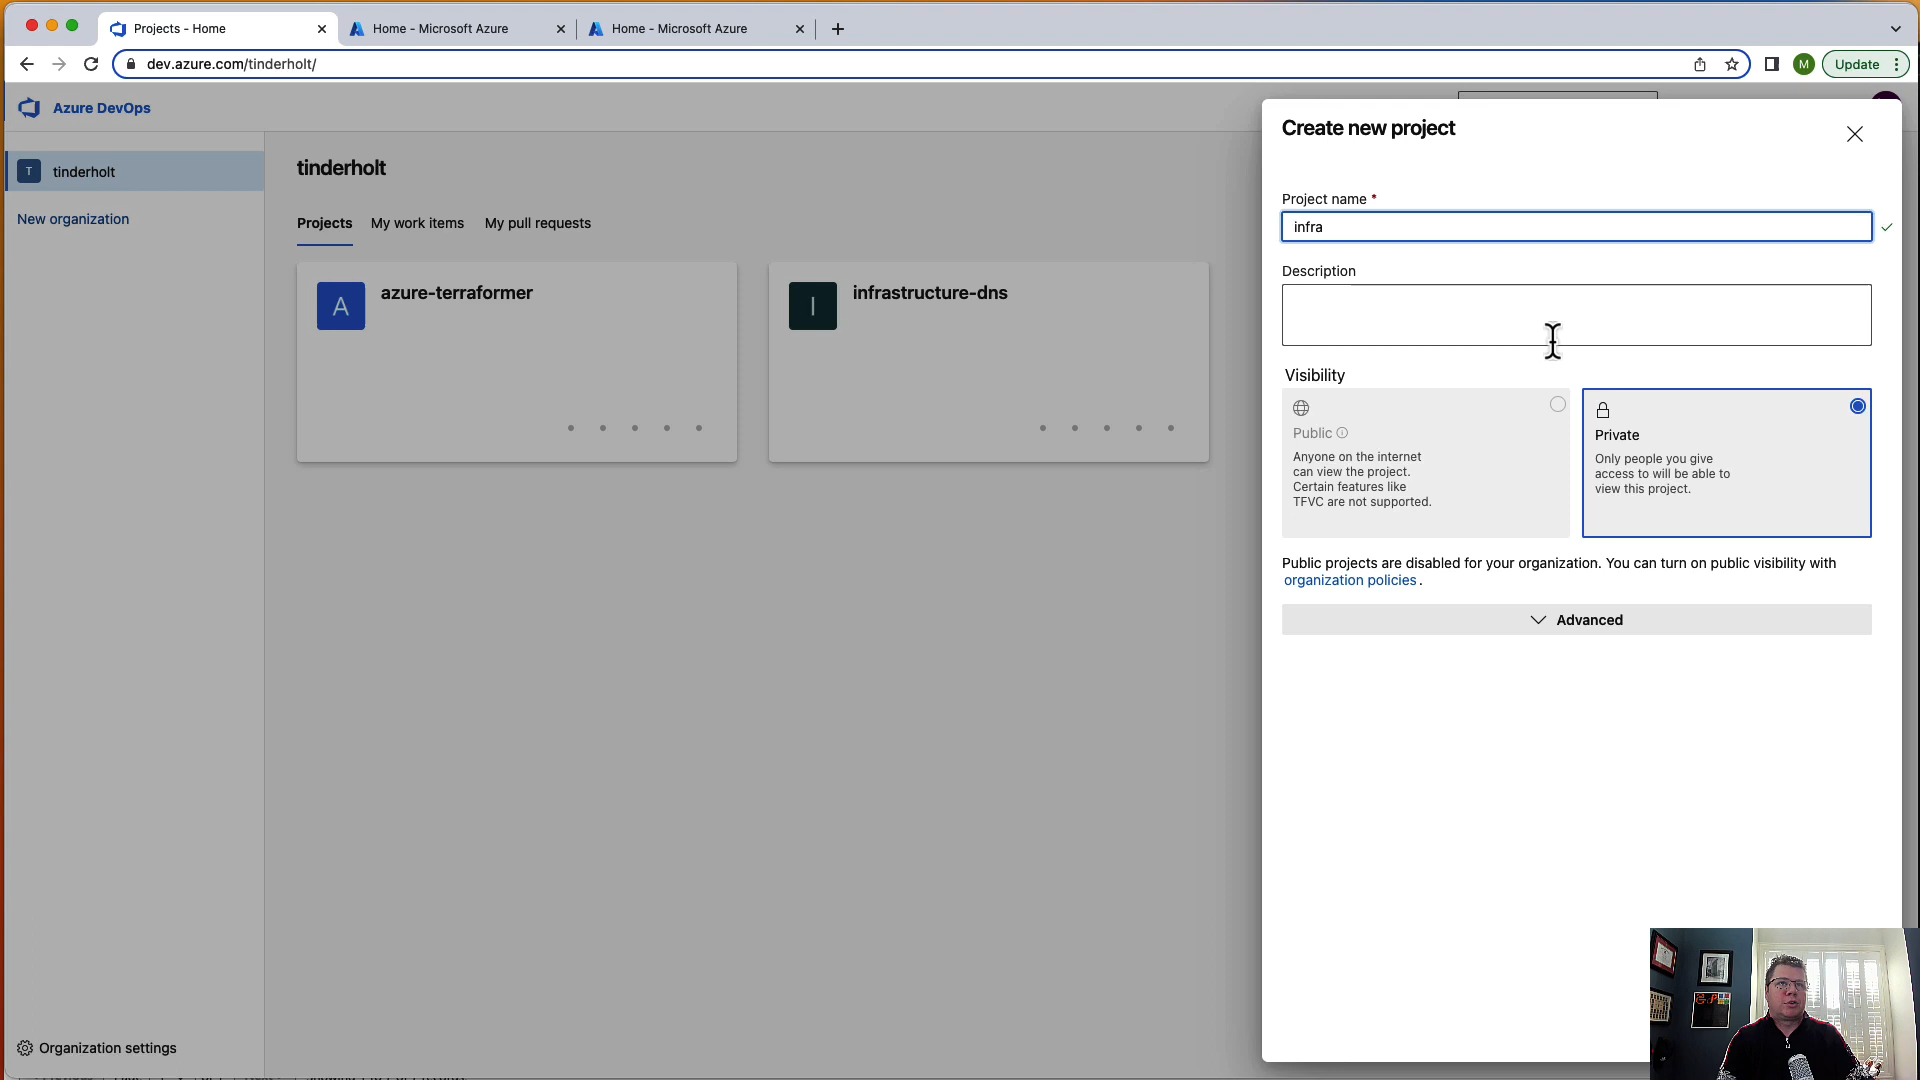 Projects - Home
Home - Microsoft Azure
Home - Microsoft Azure
dev.azure.com/tinderholt/
M
Update
Azure DevOps
T
tinderholt
New organization
tinderholt
Projects
My work items
My pull requests
A
azure-terraformer
I
infrastructure-dns
Create new project
Project name *
infra
Description
Visibility
Public
Anyone on the internet
can view the project.
Certain features like
TFVC are not supported.
Private
Only people you give
access to will be able to
view this project.
Public projects are disabled for your organization. You can turn on public visibility with
organization policies.
Advanced
Organization settings